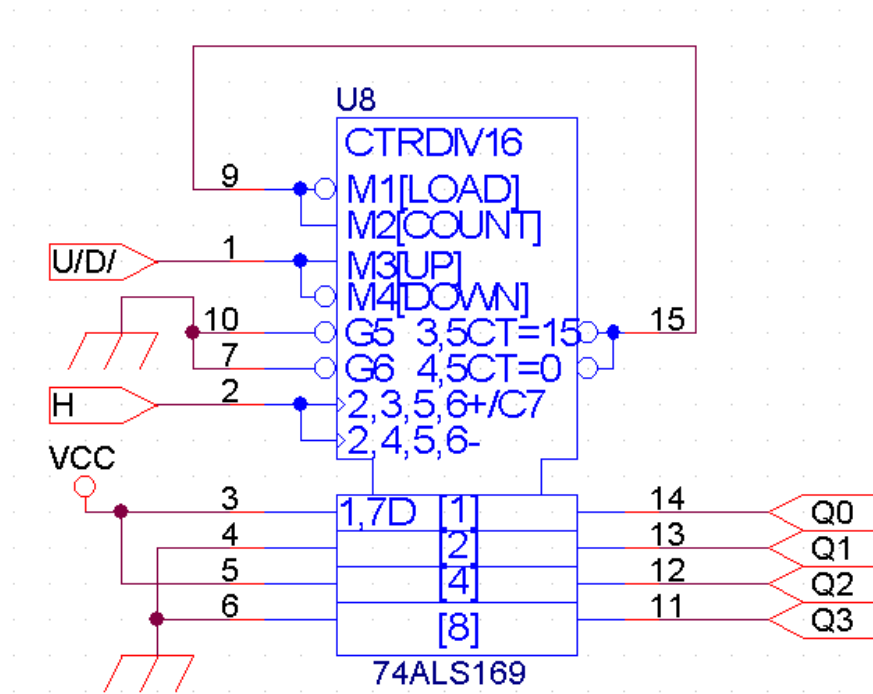 U8
CTRDIV16
9 M1[LOAD]
M2[COUNT]
U/D/ 1 M3[UP]
M4[DOWN]
10 G5 3,5CT=15 15
7 G6 4,5CT=0
H 2 2,3,5,6+/C7
2,4,5,6-
VCC
3 1,7D [1] 14 Q0
4 [2] 13 Q1
5 [4] 12 Q2
6 [8] 11 Q3
74ALS169